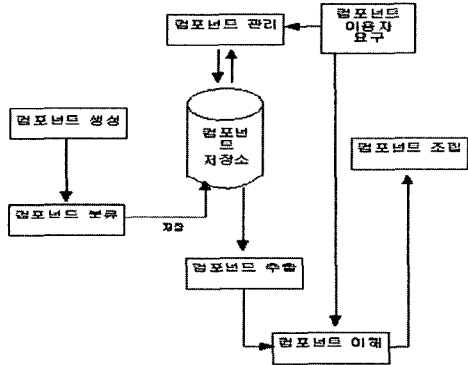 컴포넌트 관리
컴포넌트
이용자
요구
컴포넌트 생성
컴포넌
트
저장소
컴포넌트 조립
컴포넌트 분류
저장
컴포넌트 추출
컴포넌트 이해